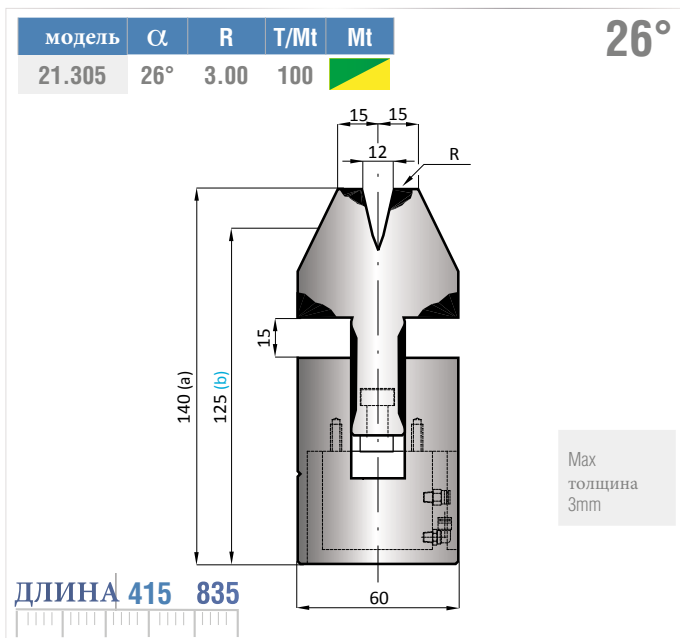 модель α R T/Mt Mt
21.305 26° 3.00 100
26°
15 15
12
R
15
140 (a)
125 (b)
Max
толщина
3mm
ДЛИНА 415 835
60